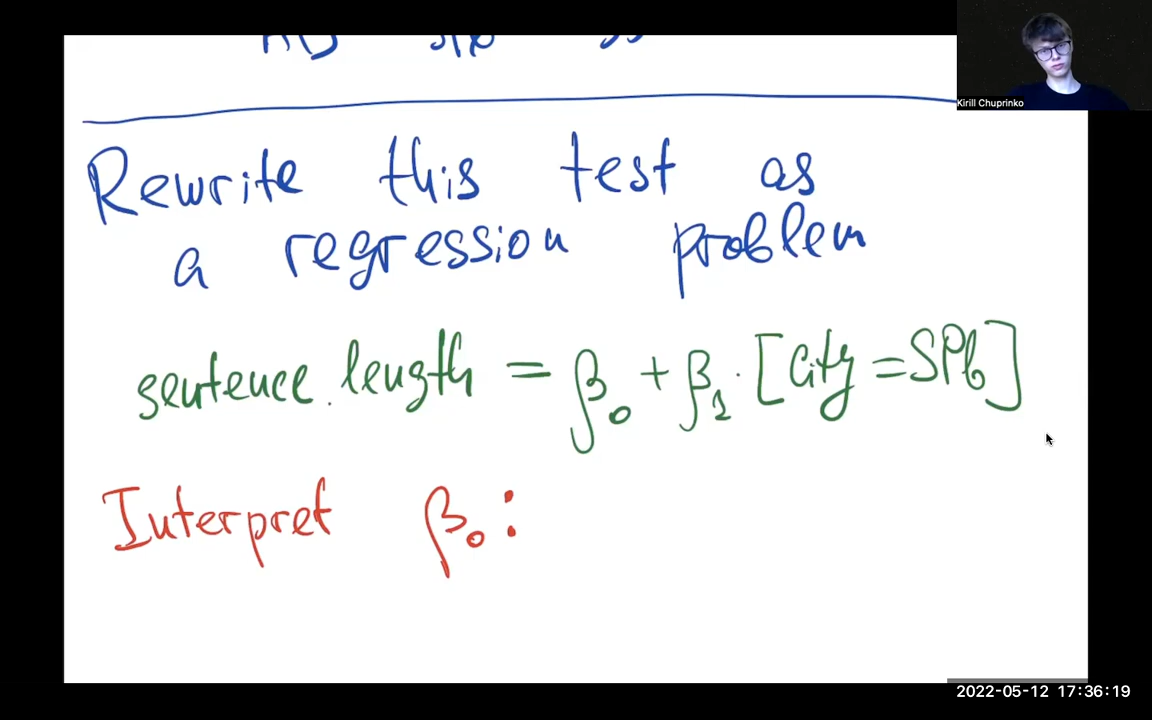 Kirill Chuprinko
Rewrite this test as
a regression problem
sentence.length = β₀ + β₁ · [City = SPb]
Interpret β₀ :
2022-05-12 17:36:19